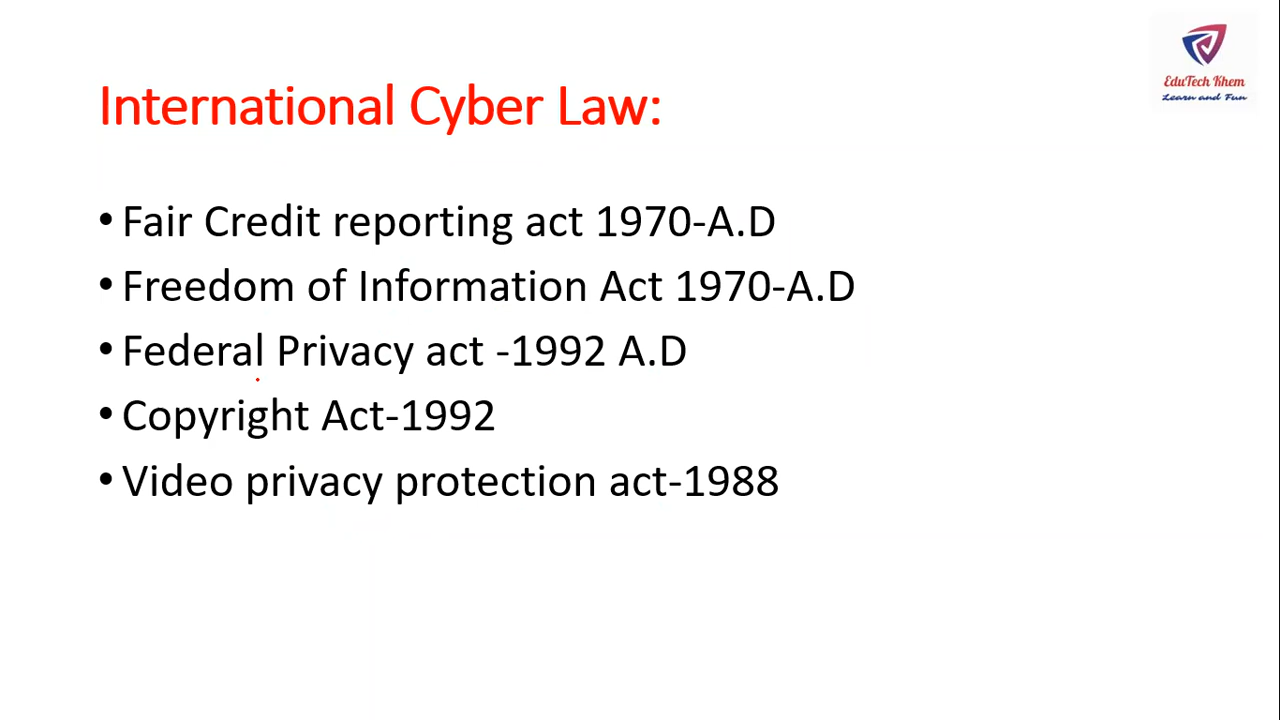 EduTech Khem
Learn and Fun
International Cyber Law:
• Fair Credit reporting act 1970-A.D
• Freedom of Information Act 1970-A.D
• Federal Privacy act -1992 A.D
• Copyright Act-1992
• Video privacy protection act-1988